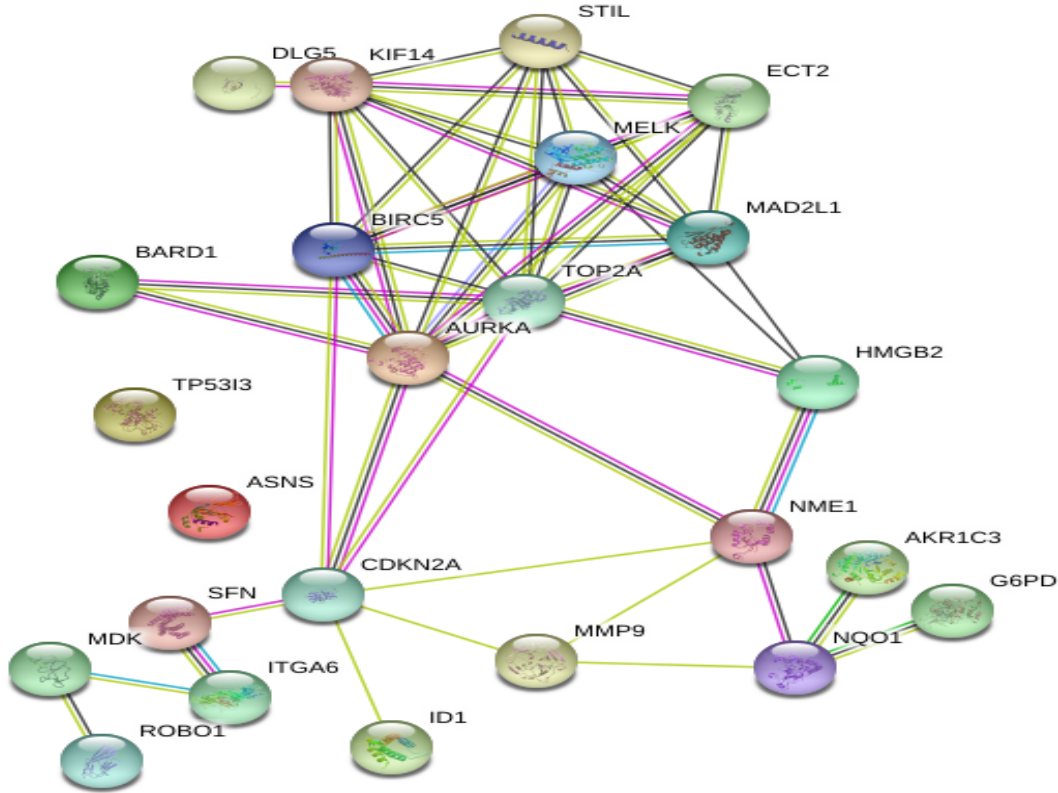 STIL
DLG5
KIF14
ECT2
MELK
MAD2L1
BIRC5
BARD1
TOP2A
AURKA
HMGB2
TP53I3
ASNS
NME1
AKR1C3
CDKN2A
G6PD
SFN
MMP9
NQO1
MDK
ITGA6
ID1
ROBO1